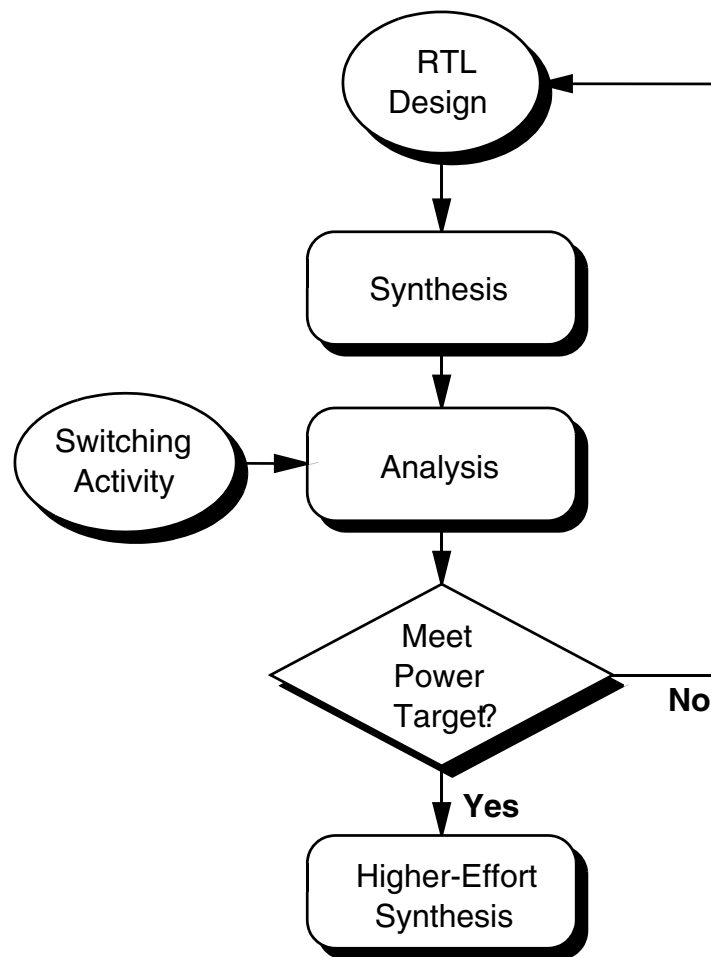 RTL
Design
Synthesis
Switching
Activity
Analysis
Meet
Power
Target?
No
Yes
Higher-Effort
Synthesis